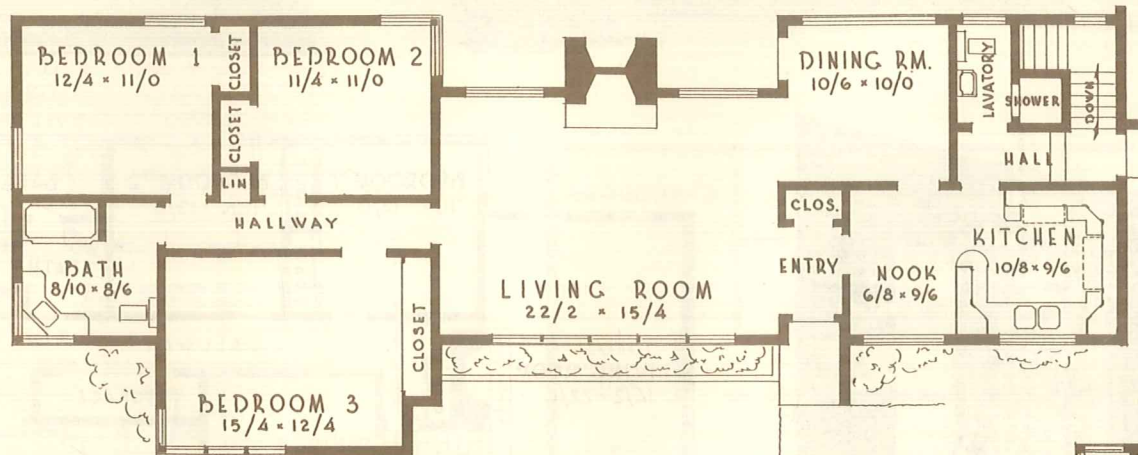 BEDROOM 1
12/4 × 11/0
CLOSET
BEDROOM 2
11/4 × 11/0
CLOSET
LIN
HALLWAY
BATH
8/10 × 8/6
BEDROOM 3
15/4 × 12/4
CLOSET
LIVING ROOM
22/2 × 15/4
DINING RM.
10/6 × 10/0
LAVATORY
SHOWER
DOWN
HALL
CLOS.
ENTRY
NOOK
6/8 × 9/6
KITCHEN
10/8 × 9/6